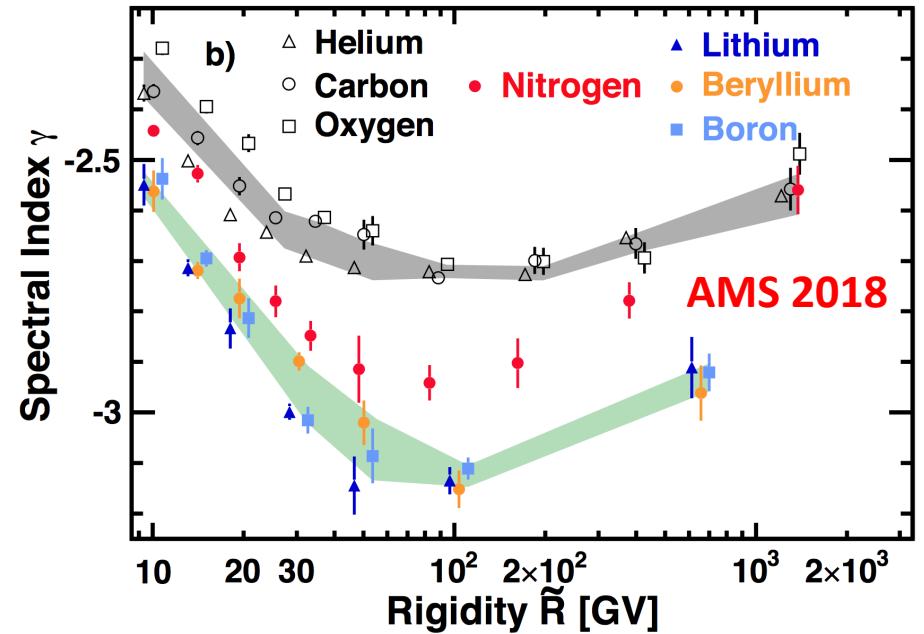 b)
Helium
Carbon
Oxygen
Nitrogen
Lithium
Beryllium
Boron
Spectral Index γ
-2.5
-3
AMS 2018
10 20 30 10² 2×10² 10³ 2×10³
Rigidity R̃ [GV]